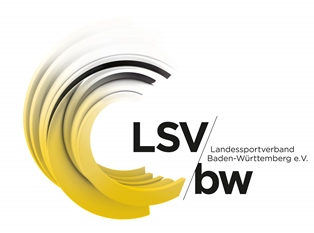 LSV/
Landessportverband
Baden-Württemberg e.V.
/bw